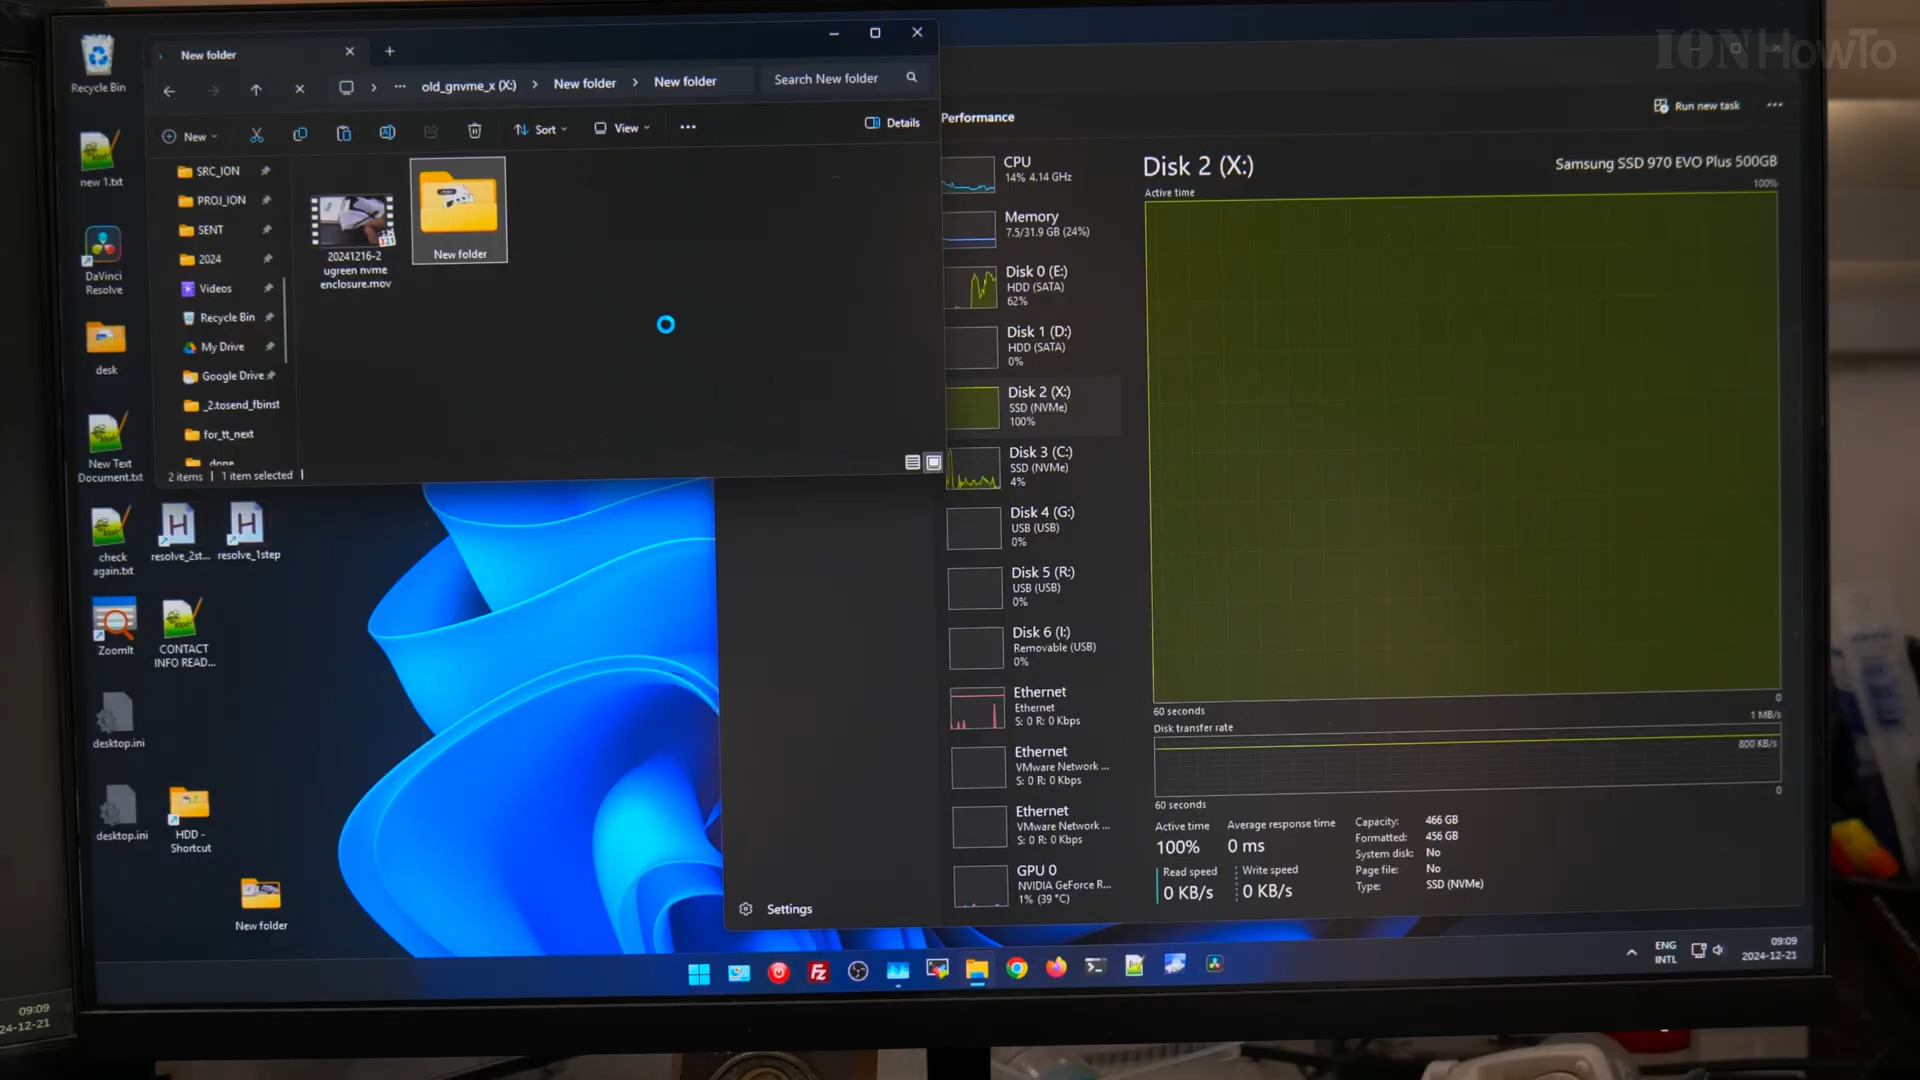 ION HowTo
Recycle Bin
new 1.txt
DaVinci
Resolve
desk
New Text
Document.txt
check
again.txt
resolve_2st...
resolve_1step
ZoomIt
CONTACT
INFO READ...
desktop.ini
desktop.ini
HDD -
Shortcut
New folder
New folder
old_gnvme_x (X:)
New folder
New folder
Search New folder
New
Sort
View
Details
SRC_ION
PROJ_ION
SENT
2024
Videos
Recycle Bin
My Drive
Google Drive
_2.tosend_fbinst
for_tt_next
done
20241216-2
ugreen nvme
enclosure.mov
New folder
2 items
1 item selected
Run new task
Performance
CPU
14% 4.14 GHz
Memory
7.5/31.9 GB (24%)
Disk 0 (E:)
HDD (SATA)
62%
Disk 1 (D:)
HDD (SATA)
0%
Disk 2 (X:)
SSD (NVMe)
100%
Disk 3 (C:)
SSD (NVMe)
4%
Disk 4 (G:)
USB (USB)
0%
Disk 5 (R:)
USB (USB)
0%
Disk 6 (I:)
Removable (USB)
0%
Ethernet
Ethernet
S: 0 R: 0 Kbps
Ethernet
VMware Network ...
S: 0 R: 0 Kbps
Ethernet
VMware Network ...
S: 0 R: 0 Kbps
GPU 0
NVIDIA GeForce R...
1% (39 °C)
Settings
Disk 2 (X:)
Samsung SSD 970 EVO Plus 500GB
Active time
100%
60 seconds
0
Disk transfer rate
1 MB/s
800 KB/s
60 seconds
0
Active time
100%
Average response time
0 ms
Read speed
0 KB/s
Write speed
0 KB/s
Capacity: 466 GB
Formatted: 456 GB
System disk: No
Page file: No
Type: SSD (NVMe)
ENG
INTL
09:09
2024-12-21
09:09
24-12-21